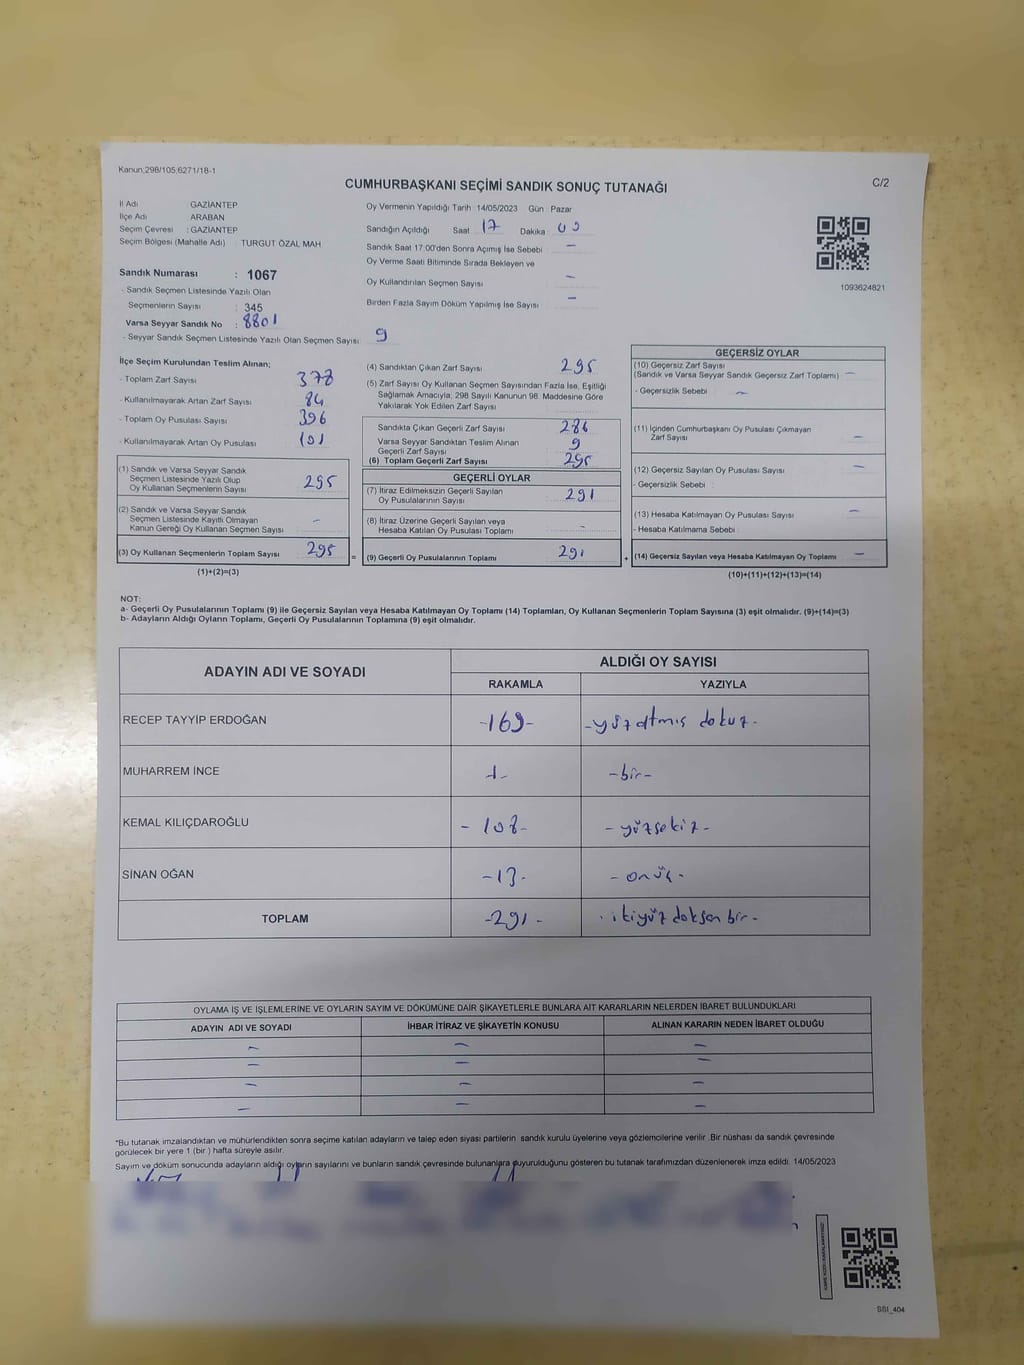 Kanun;298/105;6271/18-1
C/2
CUMHURBAŞKANI SEÇİMİ SANDIK SONUÇ TUTANAĞI
İl Adı GAZİANTEP
İlçe Adı : ARABAN
Seçim Çevresi : GAZİANTEP
Seçim Bölgesi (Mahalle Adı) TURGUT ÖZAL MAH
Oy Vermenin Yapıldığı Tarih :14/05/2023 Gün : Pazar
Sandığın Açıldığı Saat 17 Dakika
Sandık Saat 17:00'den Sonra Açımış İse Sebebi : -
Oy Verme Saati Bitiminde Sırada Bekleyen ve
Oy Kullandırılan Seçmen Sayısı -
Birden Fazla Sayım Döküm Yapılmış İse Sayısı -
1093624821
Sandık Numarası : 1067
- Sandık Seçmen Listesinde Yazılı Olan
Seçmenlerin Sayısı : 345
Varsa Seyyar Sandık No : 8801
- Seyyar Sandık Seçmen Listesinde Yazılı Olan Seçmen Sayısı 9
İlçe Seçim Kurulundan Teslim Alınan;
- Toplam Zarf Sayısı 378
- Kullanılmayarak Artan Zarf Sayısı 84
- Toplam Oy Pusulası Sayısı 396
- Kullanılmayarak Artan Oy Pusulası 101
(1) Sandık ve Varsa Seyyar Sandık
Seçmen Listesinde Yazılı Olup
Oy Kullanan Seçmenlerin Sayısı 295
(2) Sandık ve Varsa Seyyar Sandık
Seçmen Listesinde Kayıtlı Olmayan
Kanun Gereği Oy Kullanan Seçmen Sayısı -
(3) Oy Kullanan Seçmenlerin Toplam Sayısı 295 =
(1)+(2)=(3)
(4) Sandıktan Çıkan Zarf Sayısı 295
(5) Zarf Sayısı Oy Kullanan Seçmen Sayısından Fazla İse, Eşitliği
Sağlamak Amacıyla; 298 Sayılı Kanunun 98. Maddesine Göre
Yakılarak Yok Edilen Zarf Sayısı
Sandıkta Çıkan Geçerli Zarf Sayısı 286
Varsa Seyyar Sandıktan Teslim Alınan
Geçerli Zarf Sayısı 9
(6) Toplam Geçerli Zarf Sayısı 295
GEÇERLİ OYLAR
(7) İtiraz Edilmeksizin Geçerli Sayılan
Oy Pusulalarının Sayısı 291
(8) İtiraz Üzerine Geçerli Sayılan veya
Hesaba Katılan Oy Pusulası Toplamı -
(9) Geçerli Oy Pusulalarının Toplamı 291 +
GEÇERSİZ OYLAR
(10) Geçersiz Zarf Sayısı
(Sandık ve Varsa Seyyar Sandık Geçersiz Zarf Toplamı) -
- Geçersizlik Sebebi : -
(11) İçinden Cumhurbaşkanı Oy Pusulası Çıkmayan
Zarf Sayısı -
(12) Geçersiz Sayılan Oy Pusulası Sayısı -
- Geçersizlik Sebebi :
(13) Hesaba Katılmayan Oy Pusulası Sayısı -
- Hesaba Katılmama Sebebi :
(14) Geçersiz Sayılan veya Hesaba Katılmayan Oy Toplamı -
(10)+(11)+(12)+(13)=(14)
NOT:
a- Geçerli Oy Pusulalarının Toplamı (9) ile Geçersiz Sayılan veya Hesaba Katılmayan Oy Toplamı (14) Toplamları, Oy Kullanan Seçmenlerin Toplam Sayısına (3) eşit olmalıdır. (9)+(14)=(3)
b- Adayların Aldığı Oyların Toplamı, Geçerli Oy Pusulalarının Toplamına (9) eşit olmalıdır.
ADAYIN ADI VE SOYADI ALDIĞI OY SAYISI
RAKAMLA YAZIYLA
RECEP TAYYİP ERDOĞAN -169- -yüzatmış dokuz-
MUHARREM İNCE -1- -bir-
KEMAL KILIÇDAROĞLU -108- -yüzsekiz-
SİNAN OĞAN -13- -onüç-
TOPLAM -291- -ikiyüz doksan bir-
OYLAMA İŞ VE İŞLEMLERİNE VE OYLARIN SAYIM VE DÖKÜMÜNE DAİR ŞİKAYETLERLE BUNLARA AİT KARARLARIN NELERDEN İBARET BULUNDUKLARI
ADAYIN ADI VE SOYADI İHBAR İTİRAZ VE ŞİKAYETİN KONUSU ALINAN KARARIN NEDEN İBARET OLDUĞU
- - -
- - -
- - -
- - -
*Bu tutanak imzalandıktan ve mühürlendikten sonra seçime katılan adayların ve talep eden siyasi partilerin sandık kurulu üyelerine veya gözlemcilerine verilir. Bir nüshası da sandık çevresinde
görülecek bir yere 1 (bir ) hafta süreyle asılır.
Sayım ve döküm sonucunda adayların aldığı oyların sayılarını ve bunların sandık çevresinde bulunanlara duyurulduğunu gösteren bu tutanak tarafımızdan düzenlenerek imza edildi. 14/05/2023
SSI_404